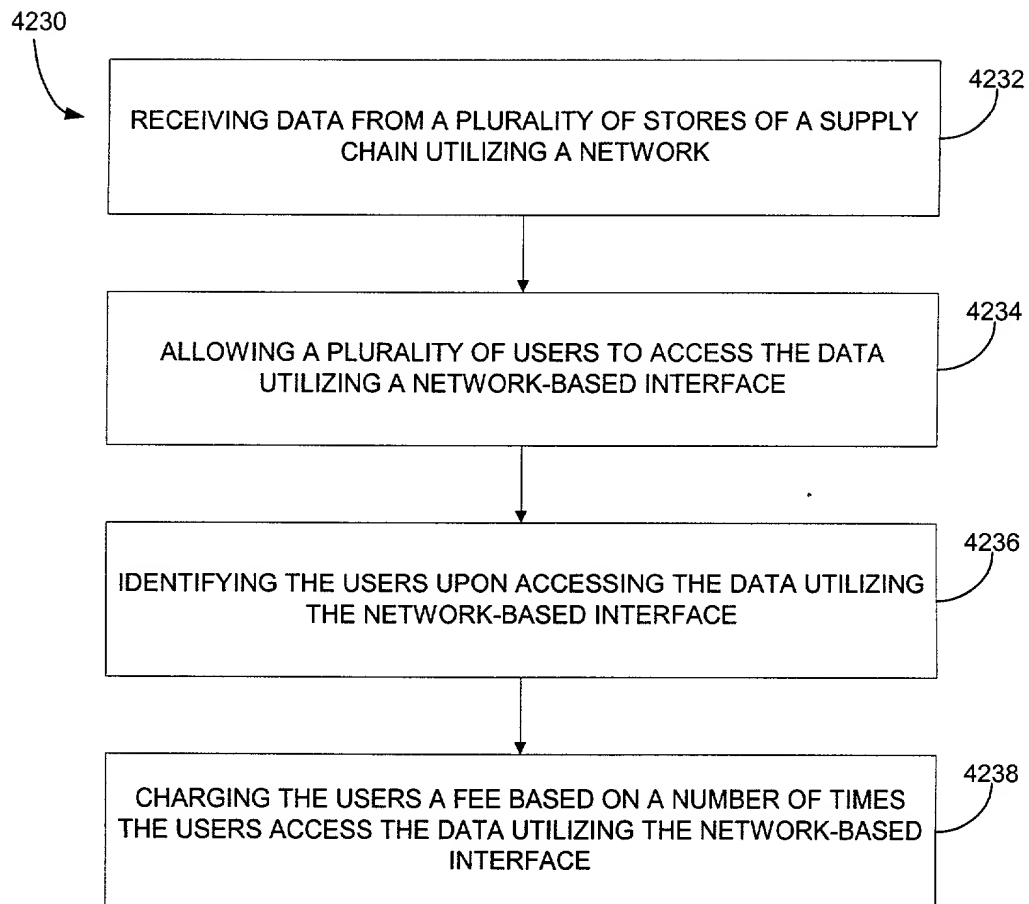 4230
4232
RECEIVING DATA FROM A PLURALITY OF STORES OF A SUPPLY
CHAIN UTILIZING A NETWORK
4234
ALLOWING A PLURALITY OF USERS TO ACCESS THE DATA
UTILIZING A NETWORK-BASED INTERFACE
4236
IDENTIFYING THE USERS UPON ACCESSING THE DATA UTILIZING
THE NETWORK-BASED INTERFACE
4238
CHARGING THE USERS A FEE BASED ON A NUMBER OF TIMES
THE USERS ACCESS THE DATA UTILIZING THE NETWORK-BASED
INTERFACE